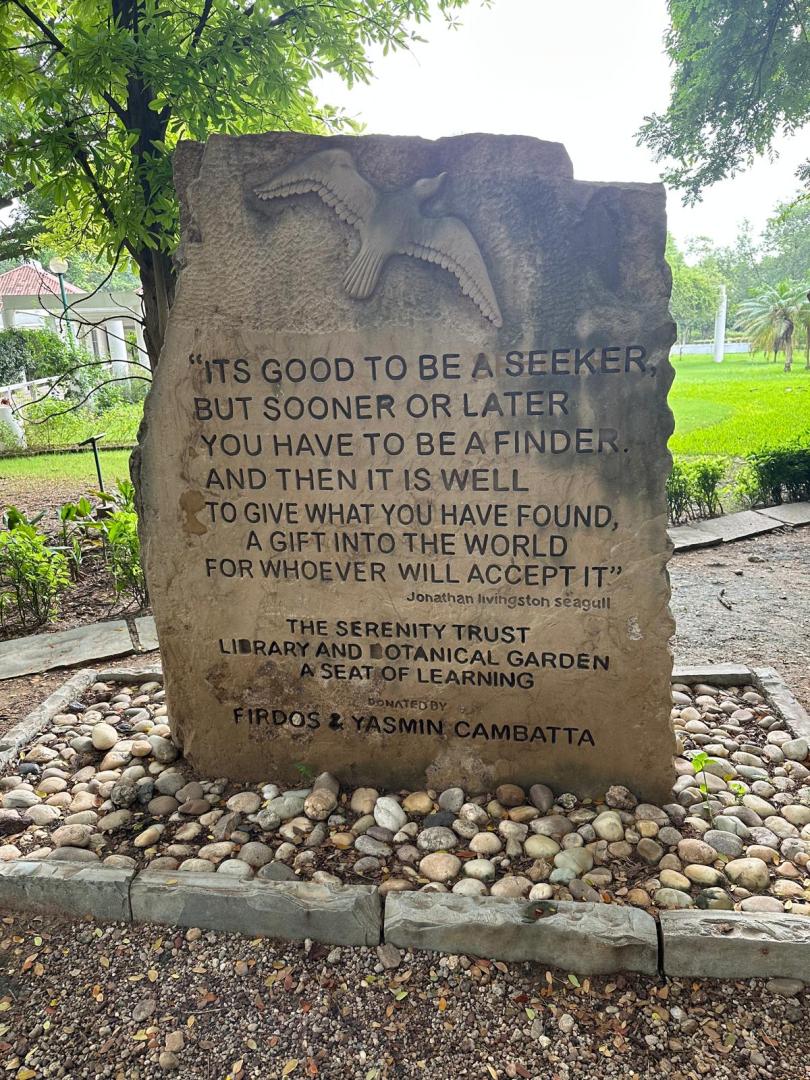 "ITS GOOD TO BE A SEEKER,
BUT SOONER OR LATER
YOU HAVE TO BE A FINDER.
AND THEN IT IS WELL
TO GIVE WHAT YOU HAVE FOUND,
A GIFT INTO THE WORLD
FOR WHOEVER WILL ACCEPT IT"
Jonathan livingston seagull
THE SERENITY TRUST
LIBRARY AND BOTANICAL GARDEN
A SEAT OF LEARNING
DONATED BY
FIRDOS & YASMIN CAMBATTA